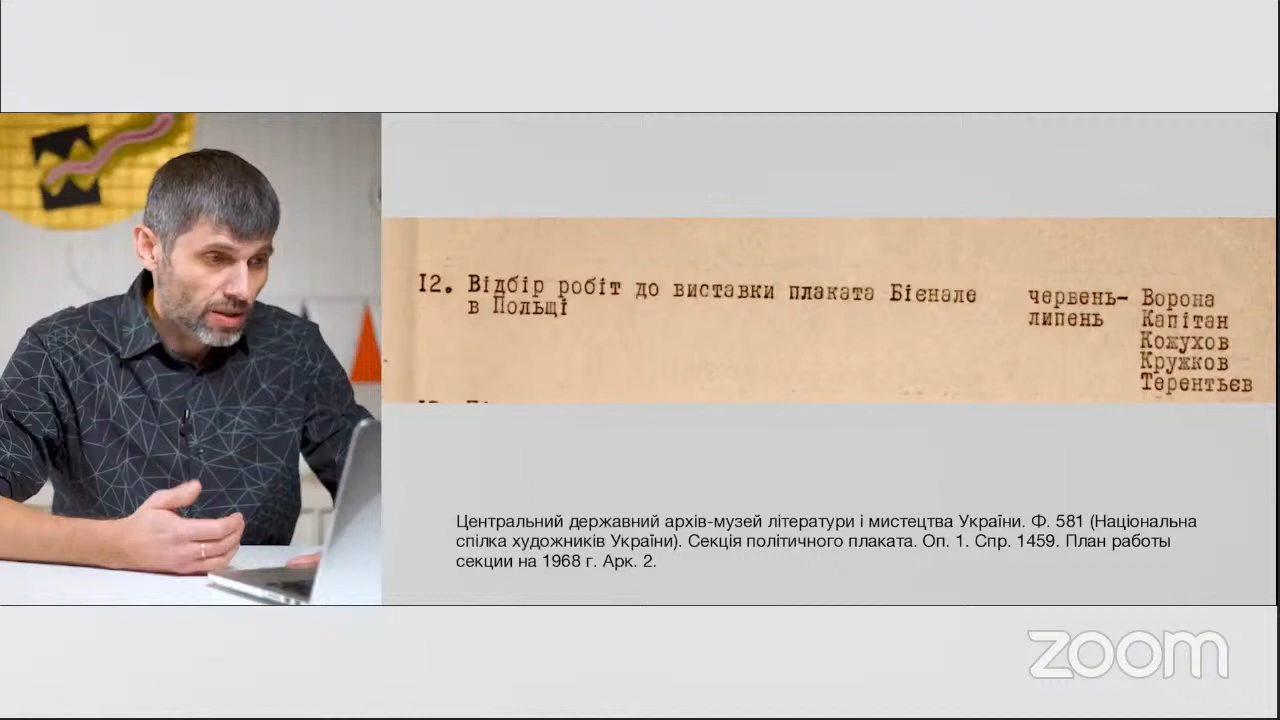 I2. Відбір робіт до виставки плаката Бієнале червень- Ворона
в Польщі липень Капітан
Кожухов
Кружков
Терентьєв
Центральний державний архів-музей літератури і мистецтва України. Ф. 581 (Національна
спілка художників України). Секція політичного плаката. Оп. 1. Спр. 1459. План работы
секции на 1968 г. Арк. 2.
zoom